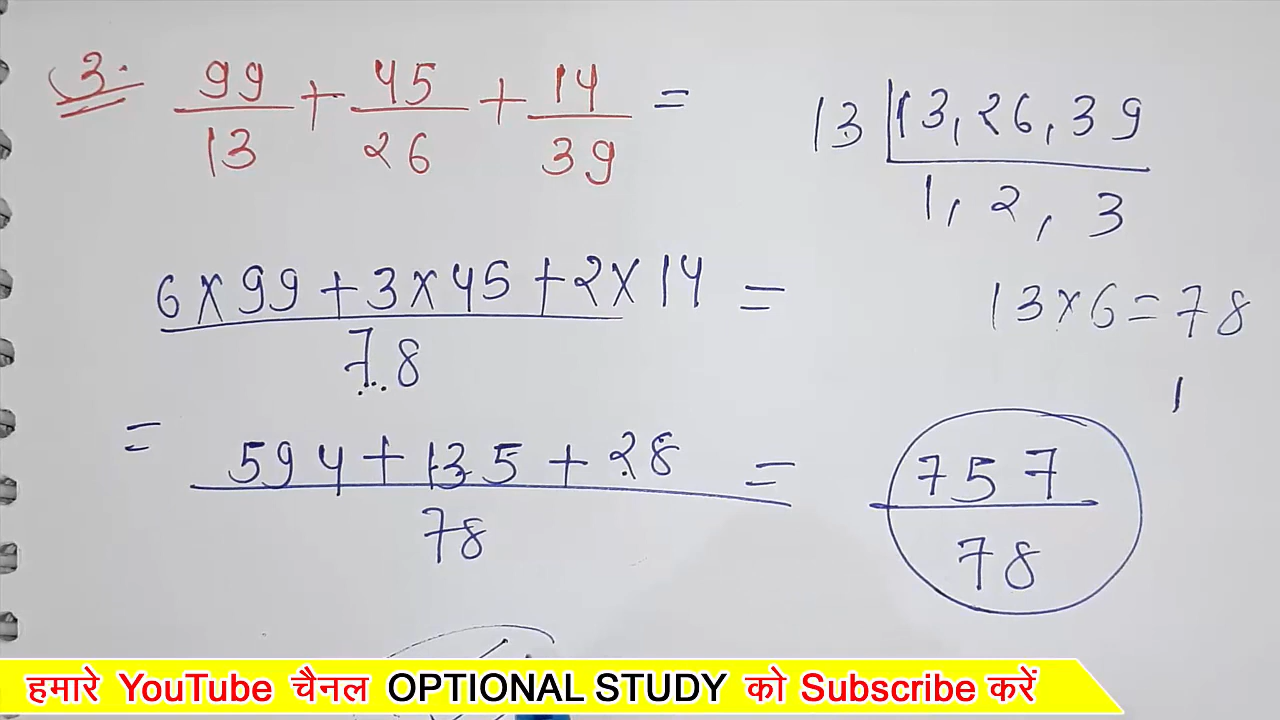 3. 99/13 + 45/26 + 14/39 =
13 | 13, 26, 39
1, 2, 3
6×99+3×45+2×14 / 78 =
13×6=78
1
= 594+135+28 / 78 = 757/78
हमारे YouTube चैनल OPTIONAL STUDY को Subscribe करें